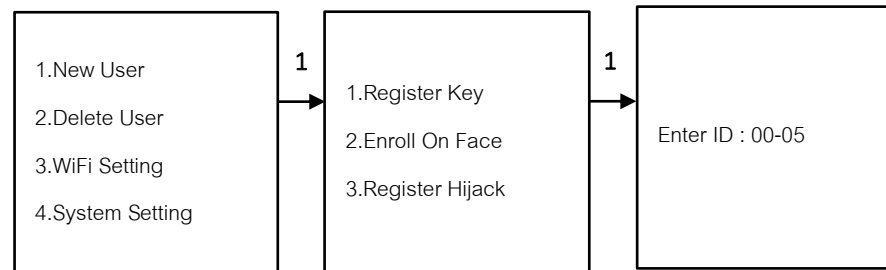 1.New User
2.Delete User
3.WiFi Setting
4.System Setting
1
1.Register Key
2.Enroll On Face
3.Register Hijack
1
Enter ID : 00-05